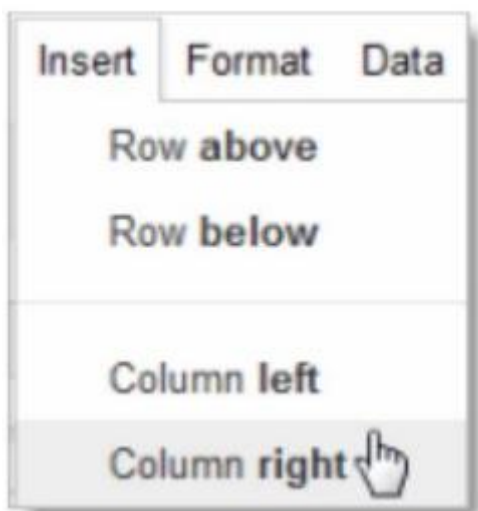 Insert Format Data
Row above
Row below
Column left
Column right